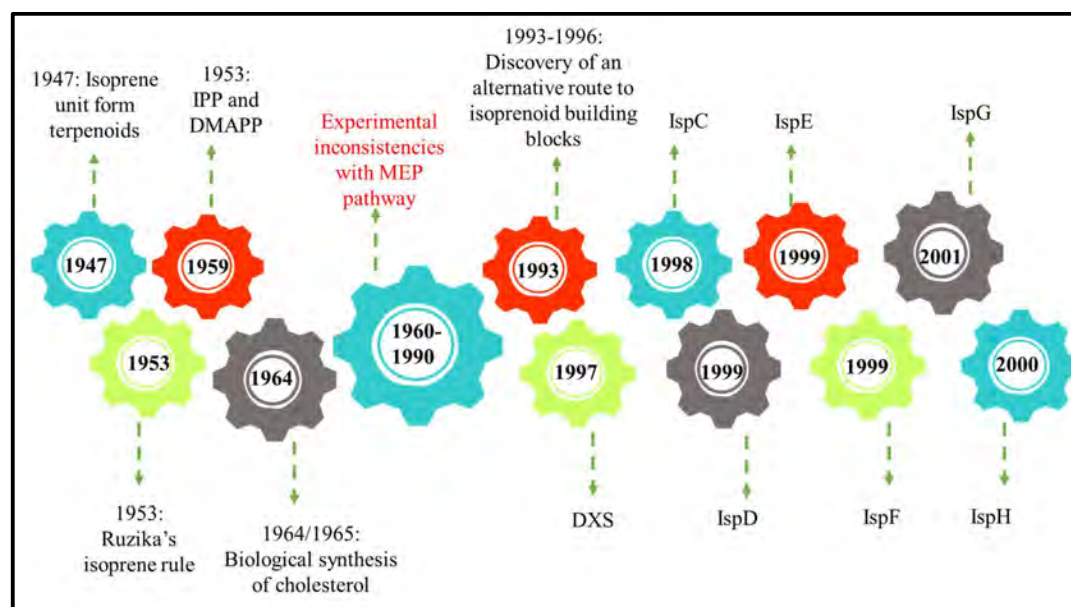 1947: Isoprene
unit form
terpenoids
1953:
IPP and
DMAPP
Experimental
inconsistencies
with MEP
pathway
1993-1996:
Discovery of an
alternative route to
isoprenoid building
blocks
IspC
IspE
IspG
1947
1959
1960-
1990
1993
1998
1999
2001
1953
1964
1997
1999
1999
2000
1953:
Ruzika’s
isoprene rule
1964/1965:
Biological synthesis
of cholesterol
DXS
IspD
IspF
IspH